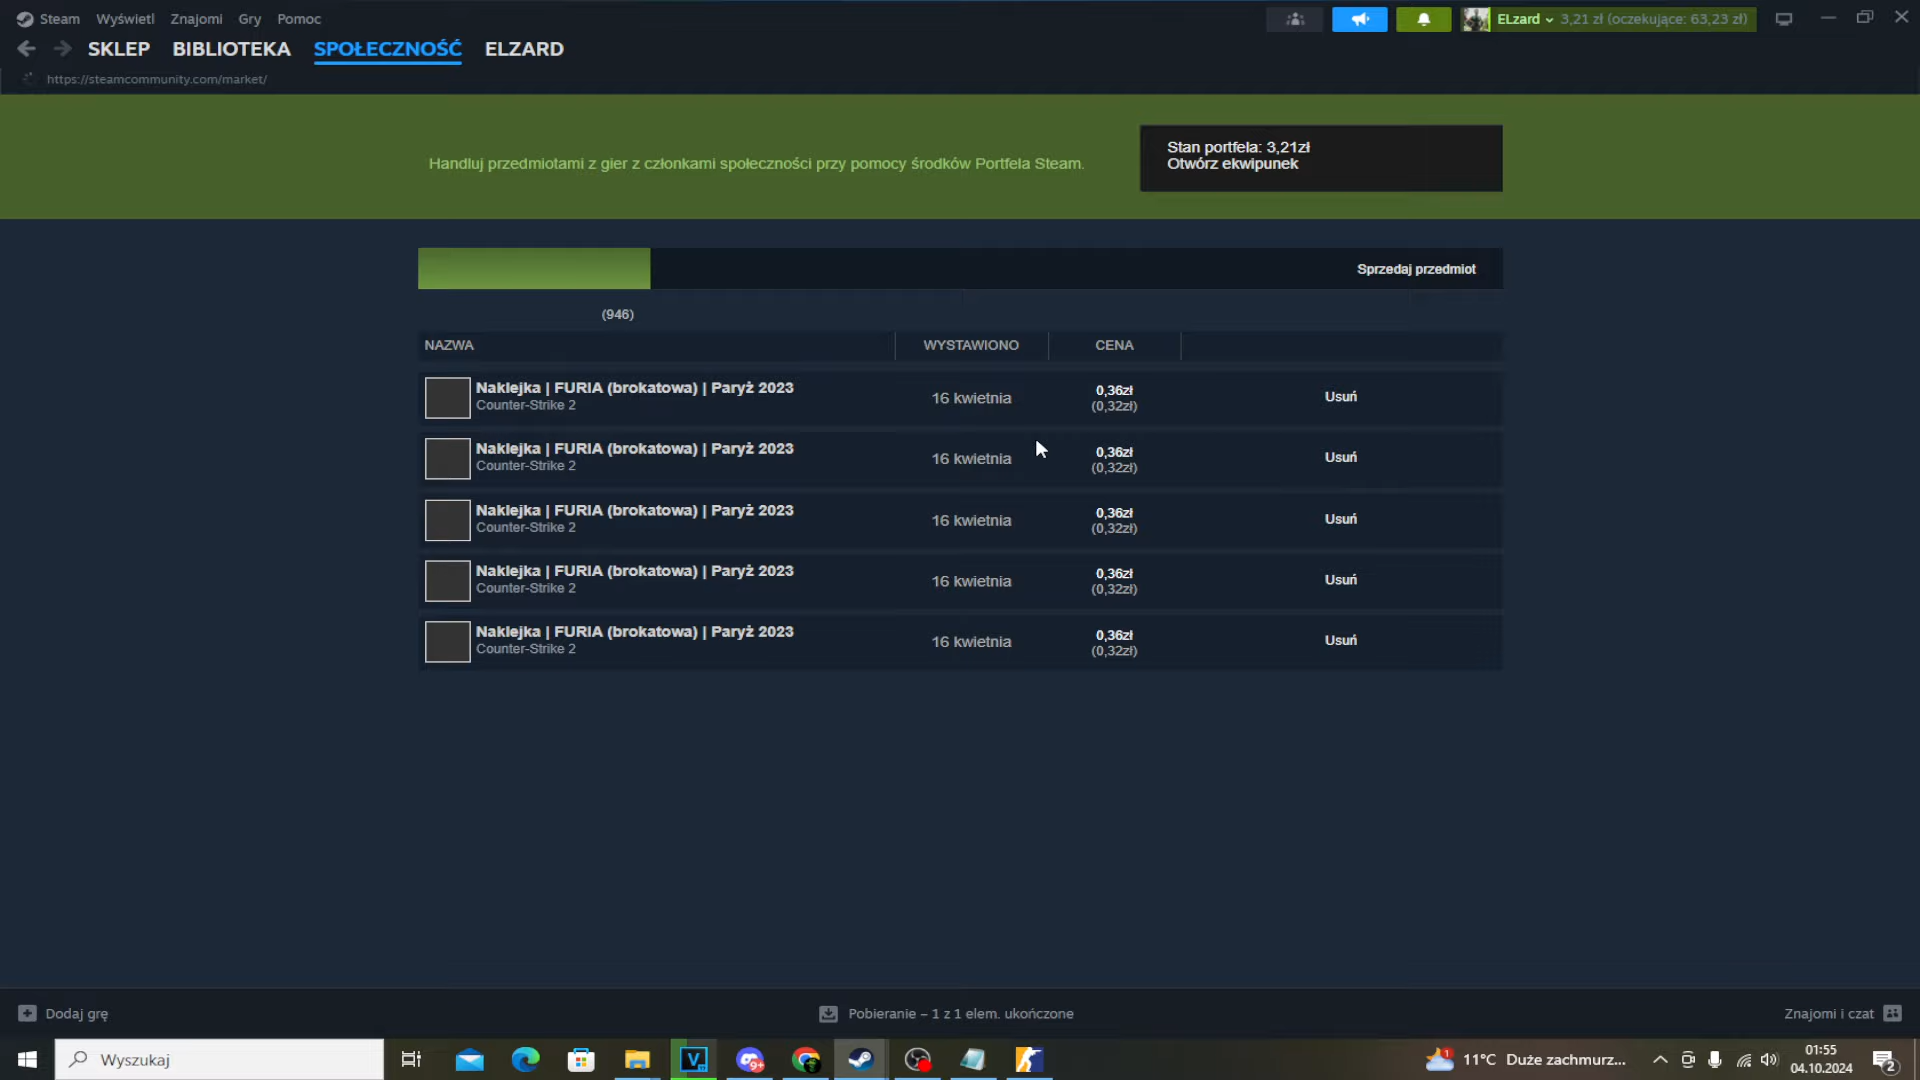 Steam Wyświetl Znajomi Gry Pomoc
ELzard 3,21 zł (oczekujące: 63,23 zł)
SKLEP BIBLIOTEKA SPOŁECZNOŚĆ ELZARD
https://steamcommunity.com/market/
Handluj przedmiotami z gier z członkami społeczności przy pomocy środków Portfela Steam.
Stan portfela: 3,21zł
Otwórz ekwipunek
Sprzedaj przedmiot
(946)
NAZWA WYSTAWIONO CENA
Naklejka | FURIA (brokatowa) | Paryż 2023
Counter-Strike 2
16 kwietnia
0,36zł
(0,32zł)
Usuń
Naklejka | FURIA (brokatowa) | Paryż 2023
Counter-Strike 2
16 kwietnia
0,36zł
(0,32zł)
Usuń
Naklejka | FURIA (brokatowa) | Paryż 2023
Counter-Strike 2
16 kwietnia
0,36zł
(0,32zł)
Usuń
Naklejka | FURIA (brokatowa) | Paryż 2023
Counter-Strike 2
16 kwietnia
0,36zł
(0,32zł)
Usuń
Naklejka | FURIA (brokatowa) | Paryż 2023
Counter-Strike 2
16 kwietnia
0,36zł
(0,32zł)
Usuń
Dodaj grę
Pobieranie – 1 z 1 elem. ukończone
Znajomi i czat
Wyszukaj
V
9+
1
11°C Duże zachmurz...
01:55
04.10.2024
2